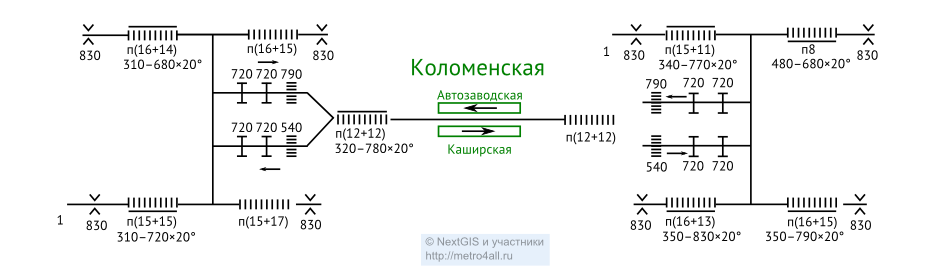 830
п(16+14)
310–680×20°
п(16+15)
830
720 720 790
720 720 540
п(12+12)
320–780×20°
1
830
п(15+15)
310–720×20°
п(15+17)
830
Коломенская
Автозаводская
Каширская
п(12+12)
1
830
п(15+11)
340–770×20°
п8
480–680×20°
830
790 720 720
540 720 720
830
п(16+13)
350–830×20°
п(16+15)
350–790×20°
830
© NextGIS и участники
http://metro4all.ru